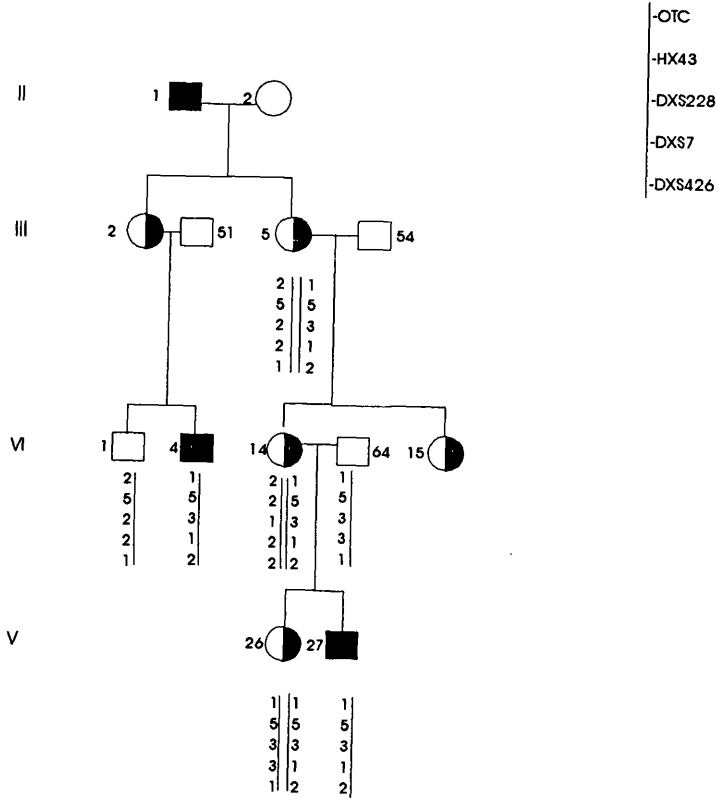 -OTC
-HX43
-DXS228
-DXS7
-DXS426
II 1 2
III 2 51 5 54
2 1
5 5
2 3
2 1
1 2
VI 1 4 14 64 15
2 1 2 1 1
5 5 2 5 5
2 3 1 3 3
2 1 2 1 3
1 2 2 2 1
V 26 27
1 1 1
5 5 5
3 3 3
3 1 1
1 2 2